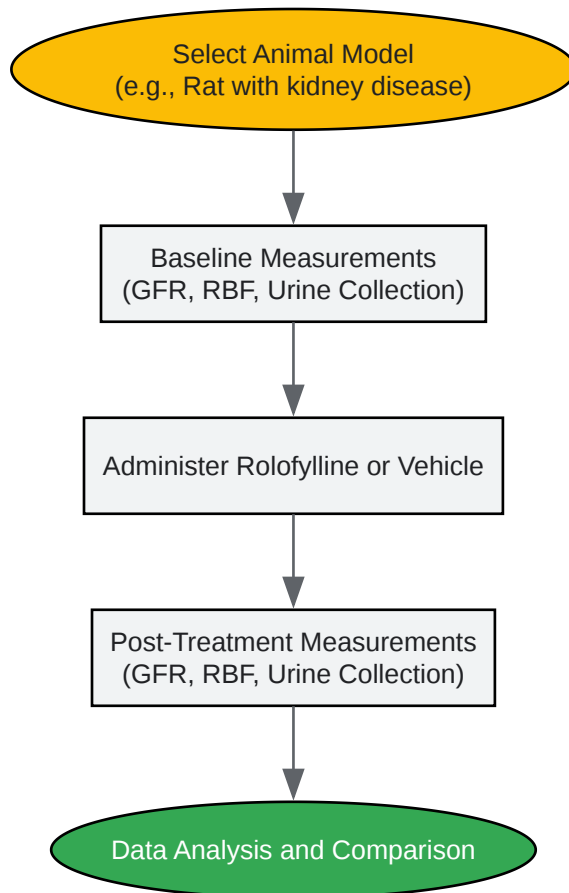 Select Animal Model
(e.g., Rat with kidney disease)
Baseline Measurements
(GFR, RBF, Urine Collection)
Administer Rolofylline or Vehicle
Post-Treatment Measurements
(GFR, RBF, Urine Collection)
Data Analysis and Comparison